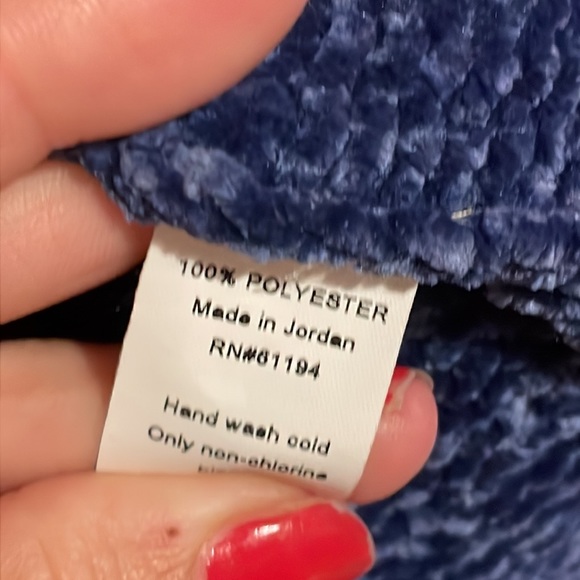 100% POLYESTER
Made in Jordan
RN#61194
Hand wash cold
Only non-chlorine